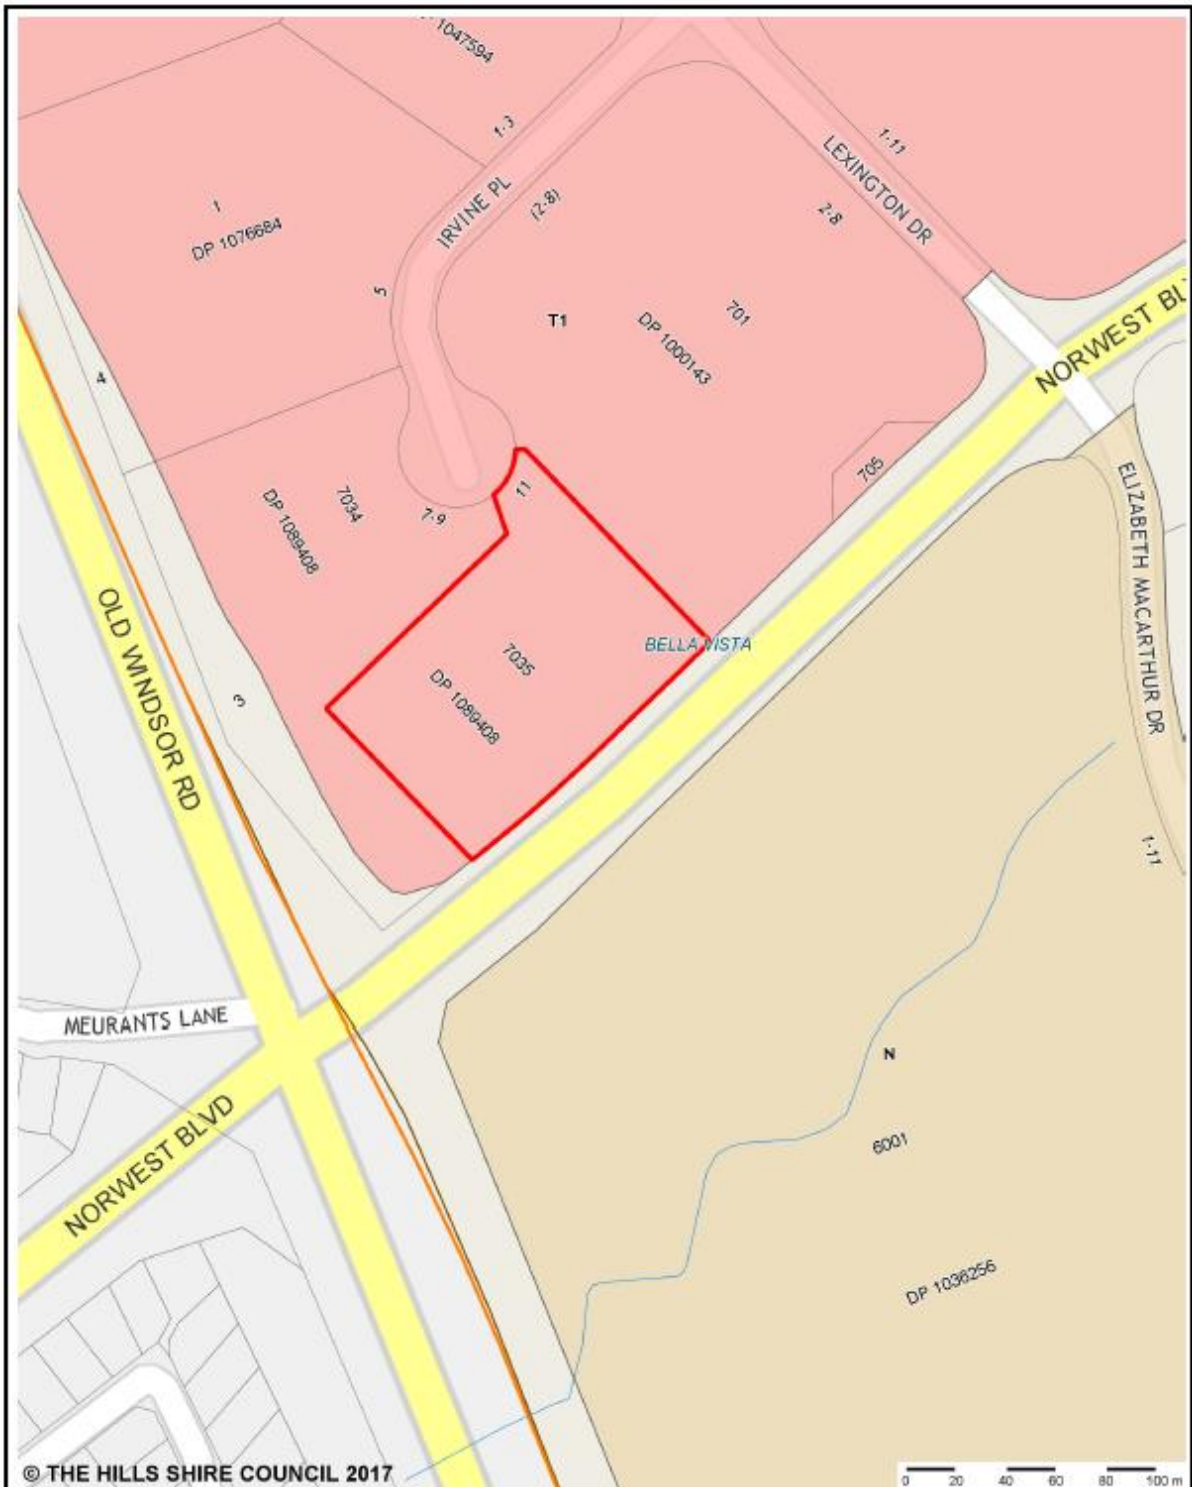 DP 1047594
1-3
1-11
LEXINGTON DR
IRVINE PL
(2-8)
2-8
1
DP 1076684
5
T1
701
DP 1000143
NORWEST BL
4
705
7034
DP 1089408
7-9
11
ELIZABETH MACARTHUR DR
OLD WINDSOR RD
BELLA VISTA
7035
DP 1089408
3
1-11
MEURANTS LANE
N
NORWEST BLVD
6001
DP 1036256
© THE HILLS SHIRE COUNCIL 2017
0 20 40 60 80 100 m